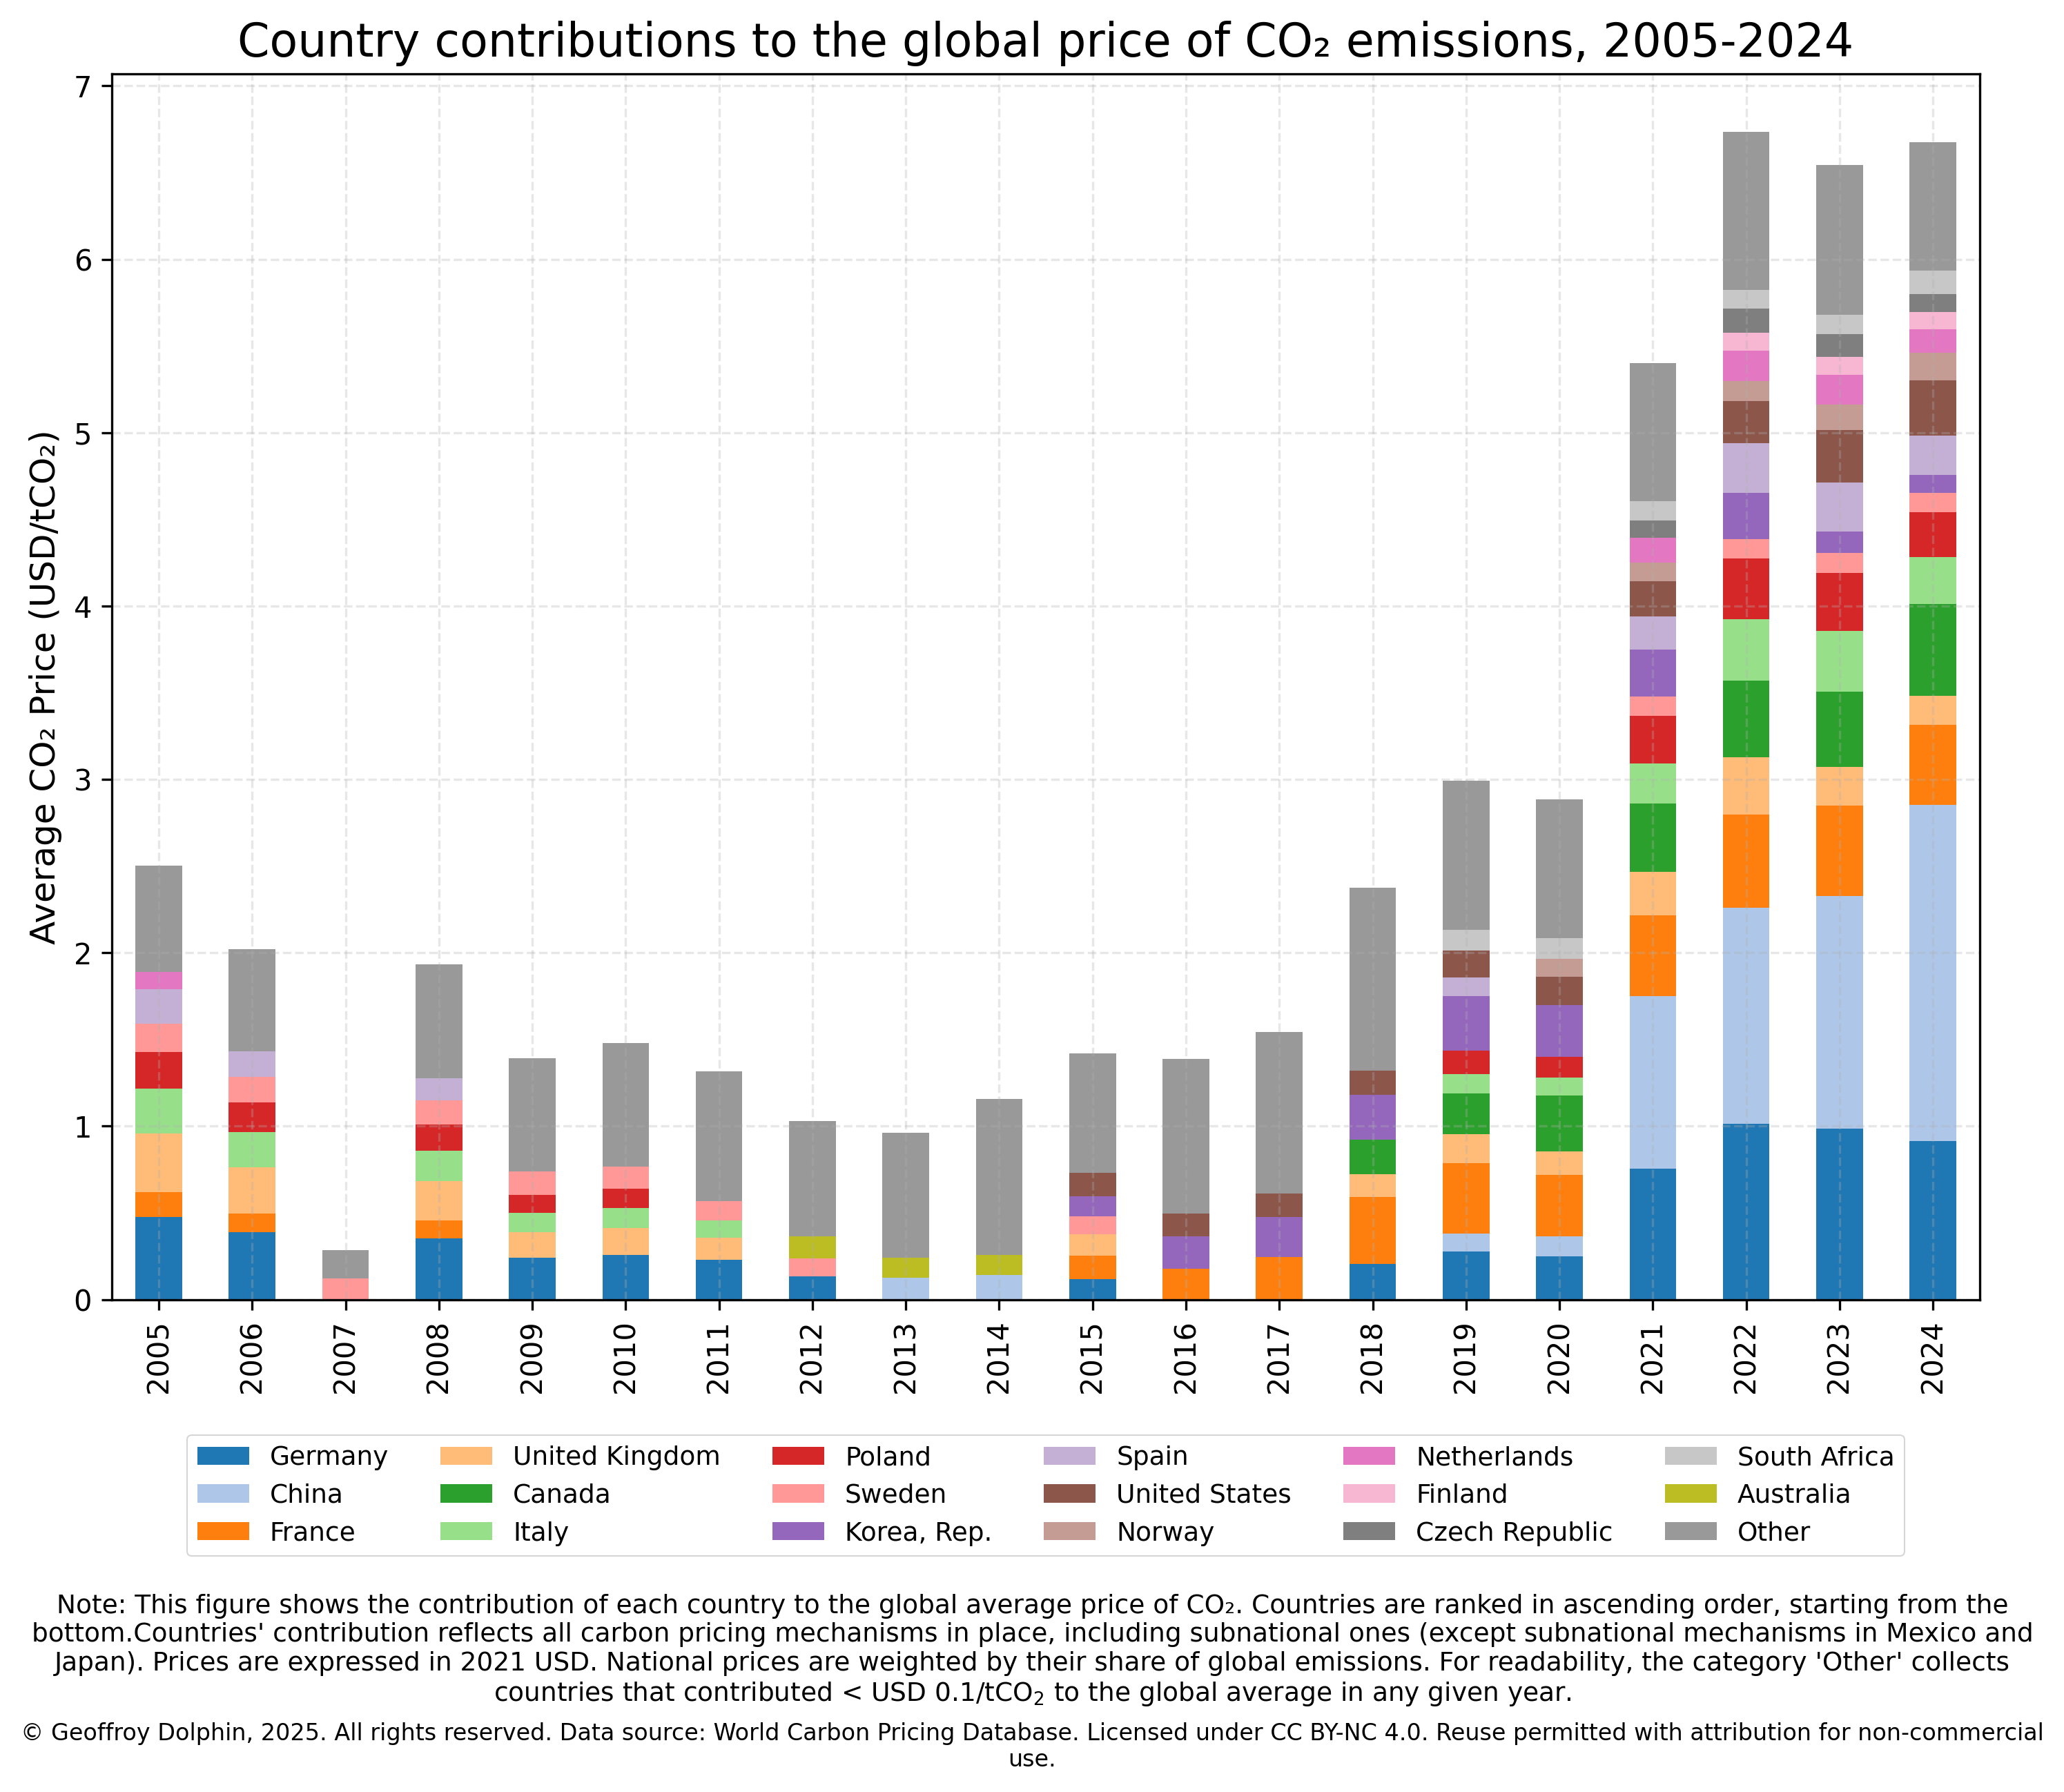 Country contributions to the global price of CO₂ emissions, 2005-2024
Average CO₂ Price (USD/tCO₂)
7
6
5
4
3
2
1
0
2005
2006
2007
2008
2009
2010
2011
2012
2013
2014
2015
2016
2017
2018
2019
2020
2021
2022
2023
2024
Germany
China
France
United Kingdom
Canada
Italy
Poland
Sweden
Korea, Rep.
Spain
United States
Norway
Netherlands
Finland
Czech Republic
South Africa
Australia
Other
Note: This figure shows the contribution of each country to the global average price of CO₂. Countries are ranked in ascending order, starting from the
bottom.Countries' contribution reflects all carbon pricing mechanisms in place, including subnational ones (except subnational mechanisms in Mexico and
Japan). Prices are expressed in 2021 USD. National prices are weighted by their share of global emissions. For readability, the category 'Other' collects
countries that contributed < USD 0.1/tCO₂ to the global average in any given year.
© Geoffroy Dolphin, 2025. All rights reserved. Data source: World Carbon Pricing Database. Licensed under CC BY-NC 4.0. Reuse permitted with attribution for non-commercial
use.